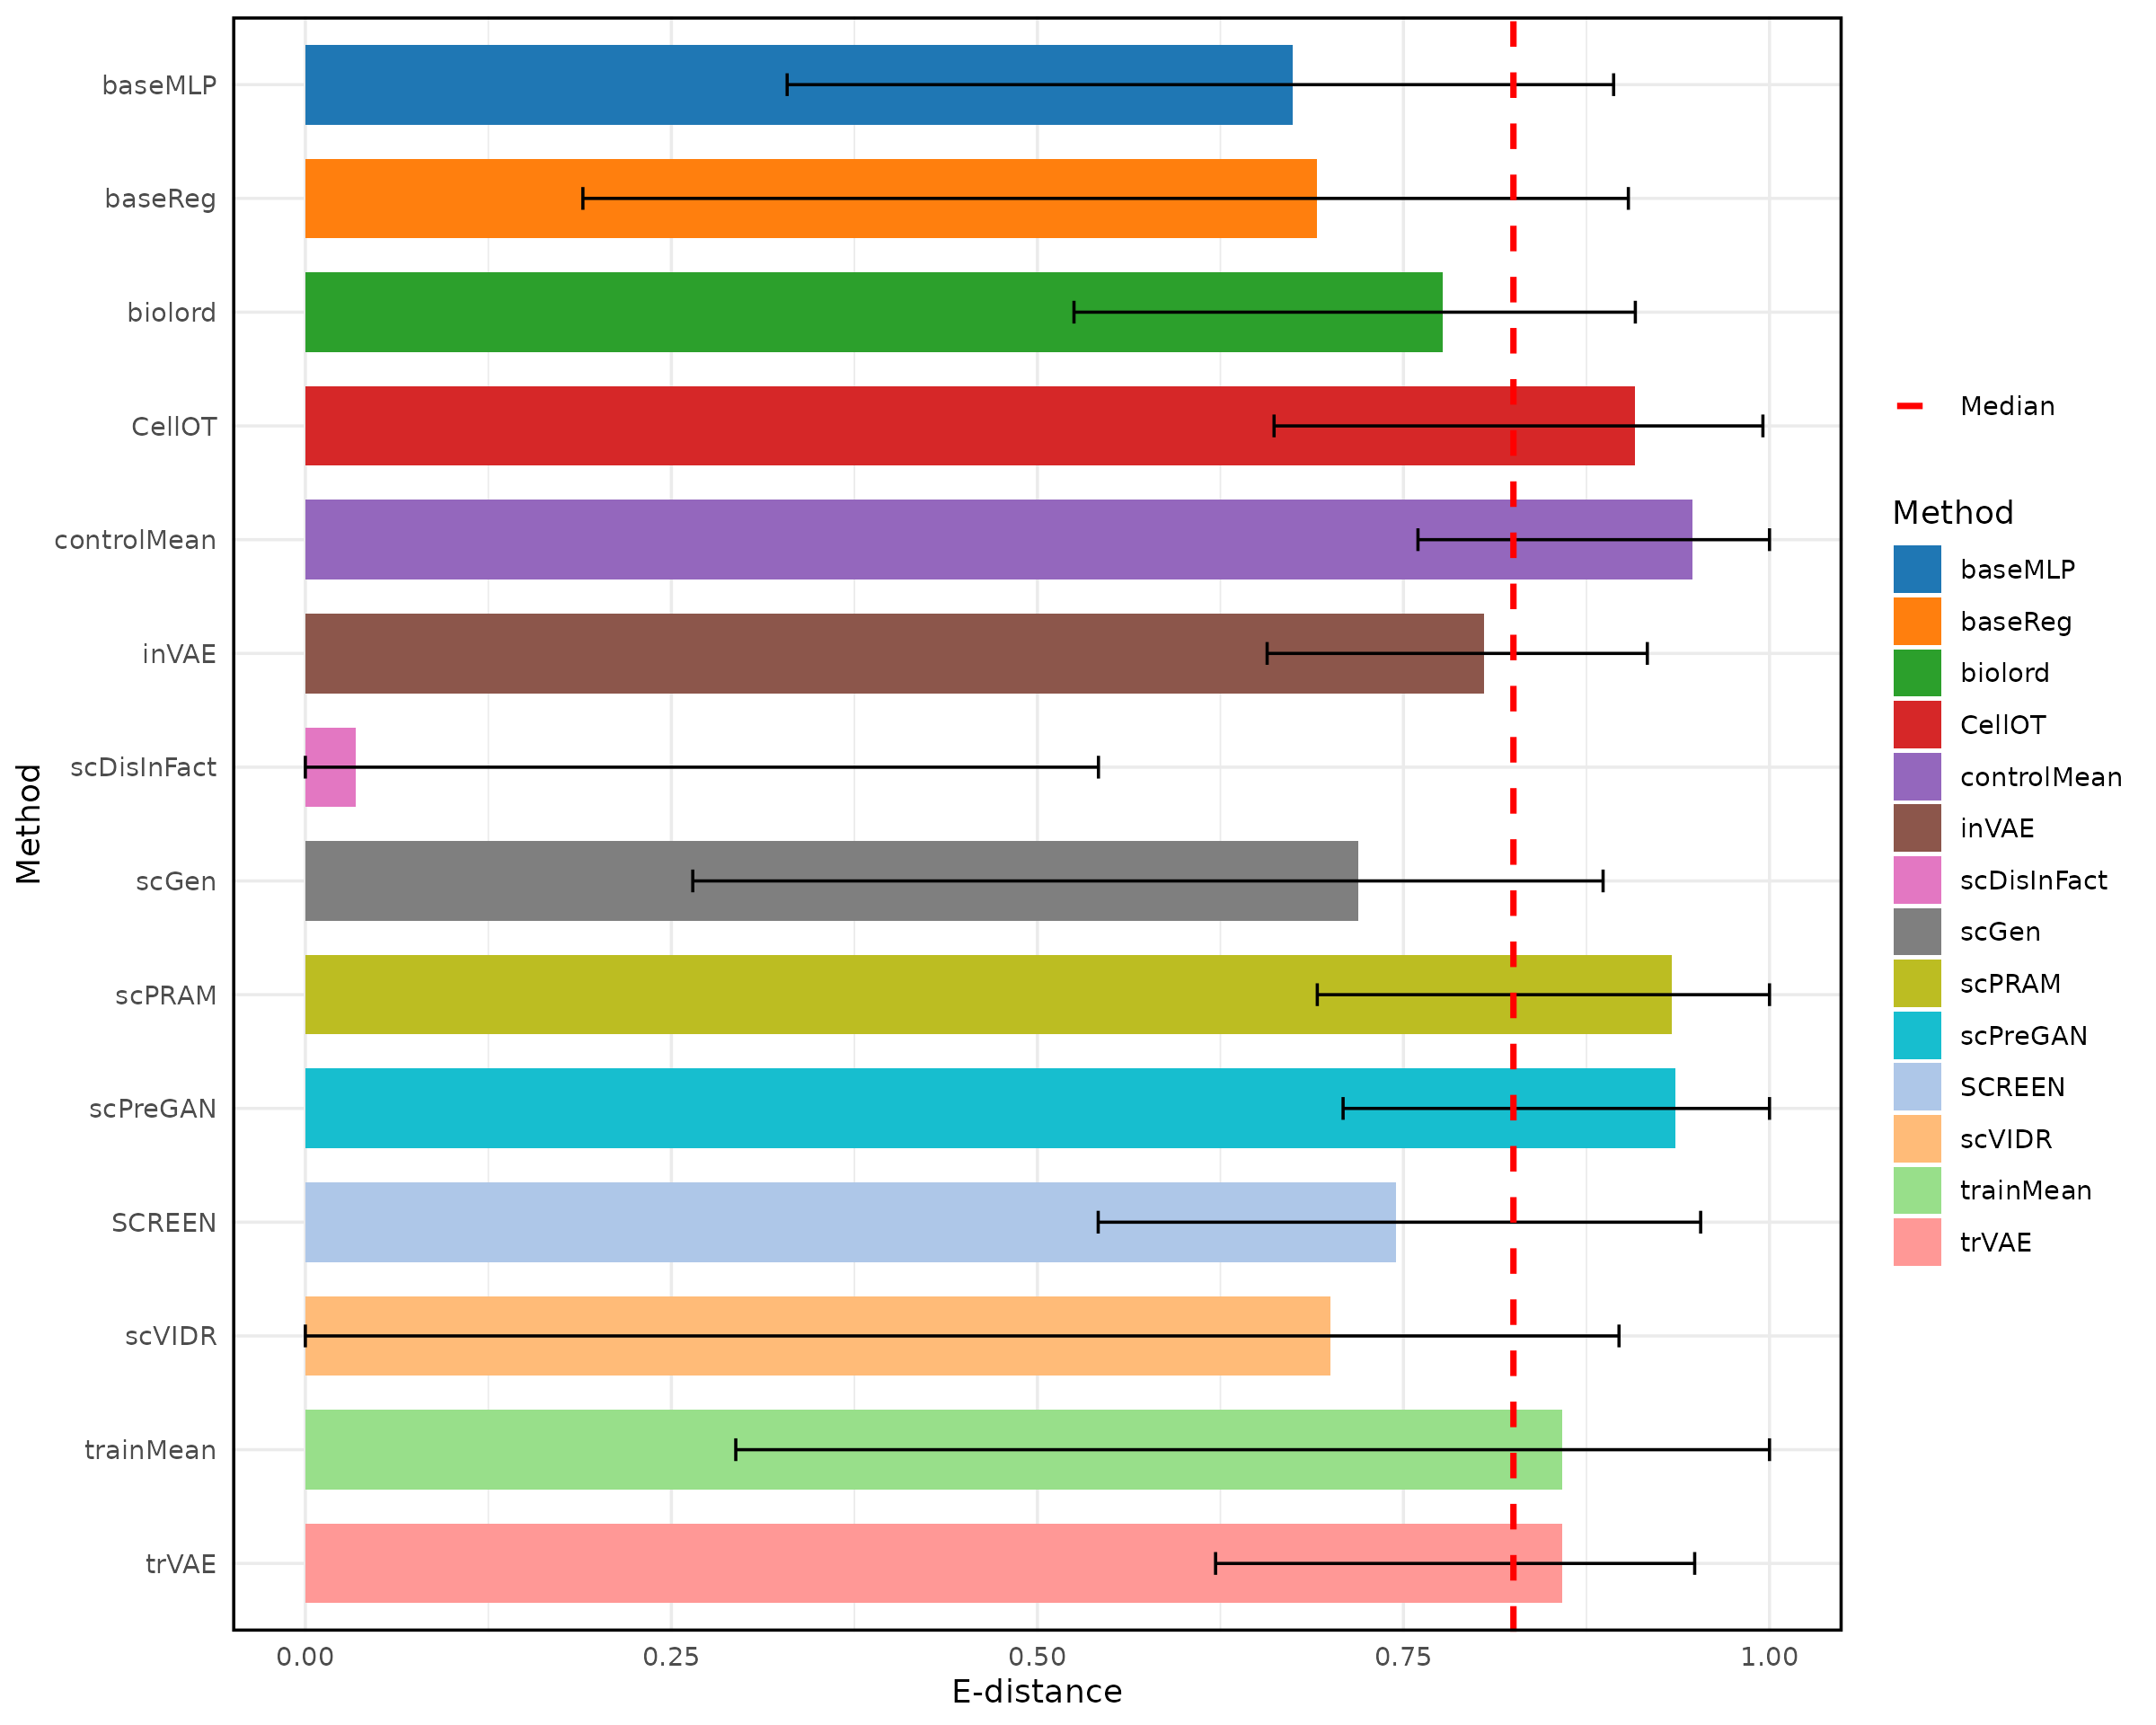 Method
baseMLP
baseReg
biolord
CellOT
controlMean
inVAE
scDisInFact
scGen
scPRAM
scPreGAN
SCREEN
scVIDR
trainMean
trVAE
0.00 0.25 0.50 0.75 1.00
E-distance
Median
Method
baseMLP
baseReg
biolord
CellOT
controlMean
inVAE
scDisInFact
scGen
scPRAM
scPreGAN
SCREEN
scVIDR
trainMean
trVAE